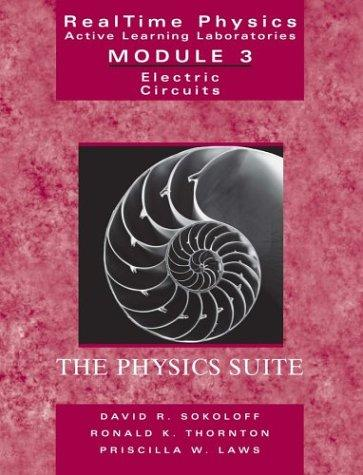 RealTime Physics
Active Learning Laboratories
MODULE 3
Electric
Circuits
THE PHYSICS SUITE
DAVID R. SOKOLOFF
RONALD K. THORNTON
PRISCILLA W. LAWS